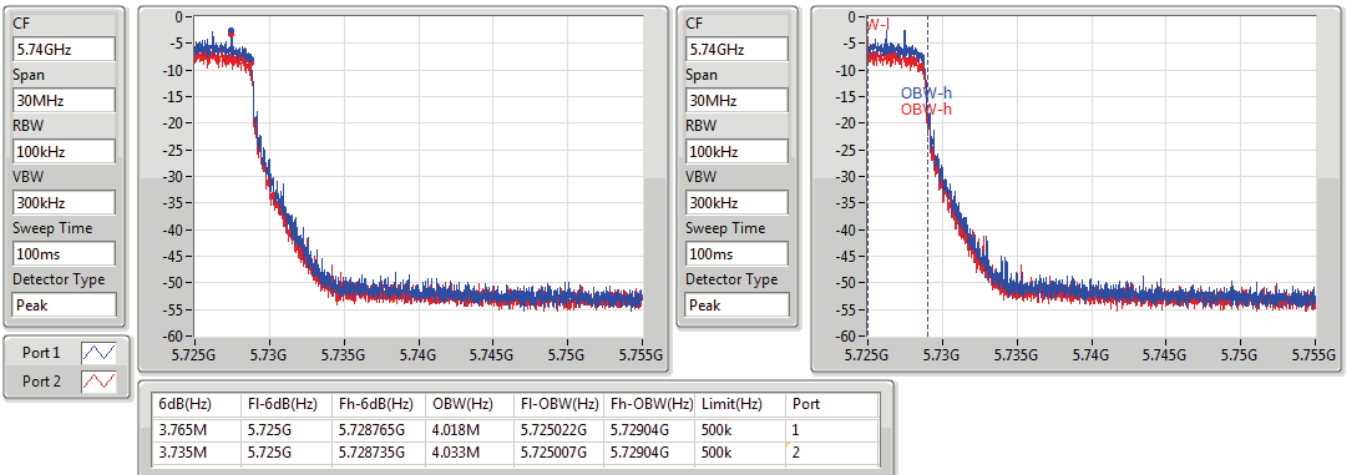 CF
5.74GHz
Span
30MHz
RBW
100kHz
VBW
300kHz
Sweep Time
100ms
Detector Type
Peak
Port 1
Port 2
0-
-5-
-10-
-15-
-20-
-25-
-30-
-35-
-40-
-45-
-50-
-55-
-60-
5.725G 5.73G 5.735G 5.74G 5.745G 5.75G 5.755G
CF
5.74GHz
Span
30MHz
RBW
100kHz
VBW
300kHz
Sweep Time
100ms
Detector Type
Peak
0-
-5-
-10-
-15-
-20-
-25-
-30-
-35-
-40-
-45-
-50-
-55-
-60-
W-l
OBW-h
OBW-h
5.725G 5.73G 5.735G 5.74G 5.745G 5.75G 5.755G
6dB(Hz) Fl-6dB(Hz) Fh-6dB(Hz) OBW(Hz) Fl-OBW(Hz) Fh-OBW(Hz) Limit(Hz) Port
3.765M 5.725G 5.728765G 4.018M 5.725022G 5.72904G 500k 1
3.735M 5.725G 5.728735G 4.033M 5.725007G 5.72904G 500k 2